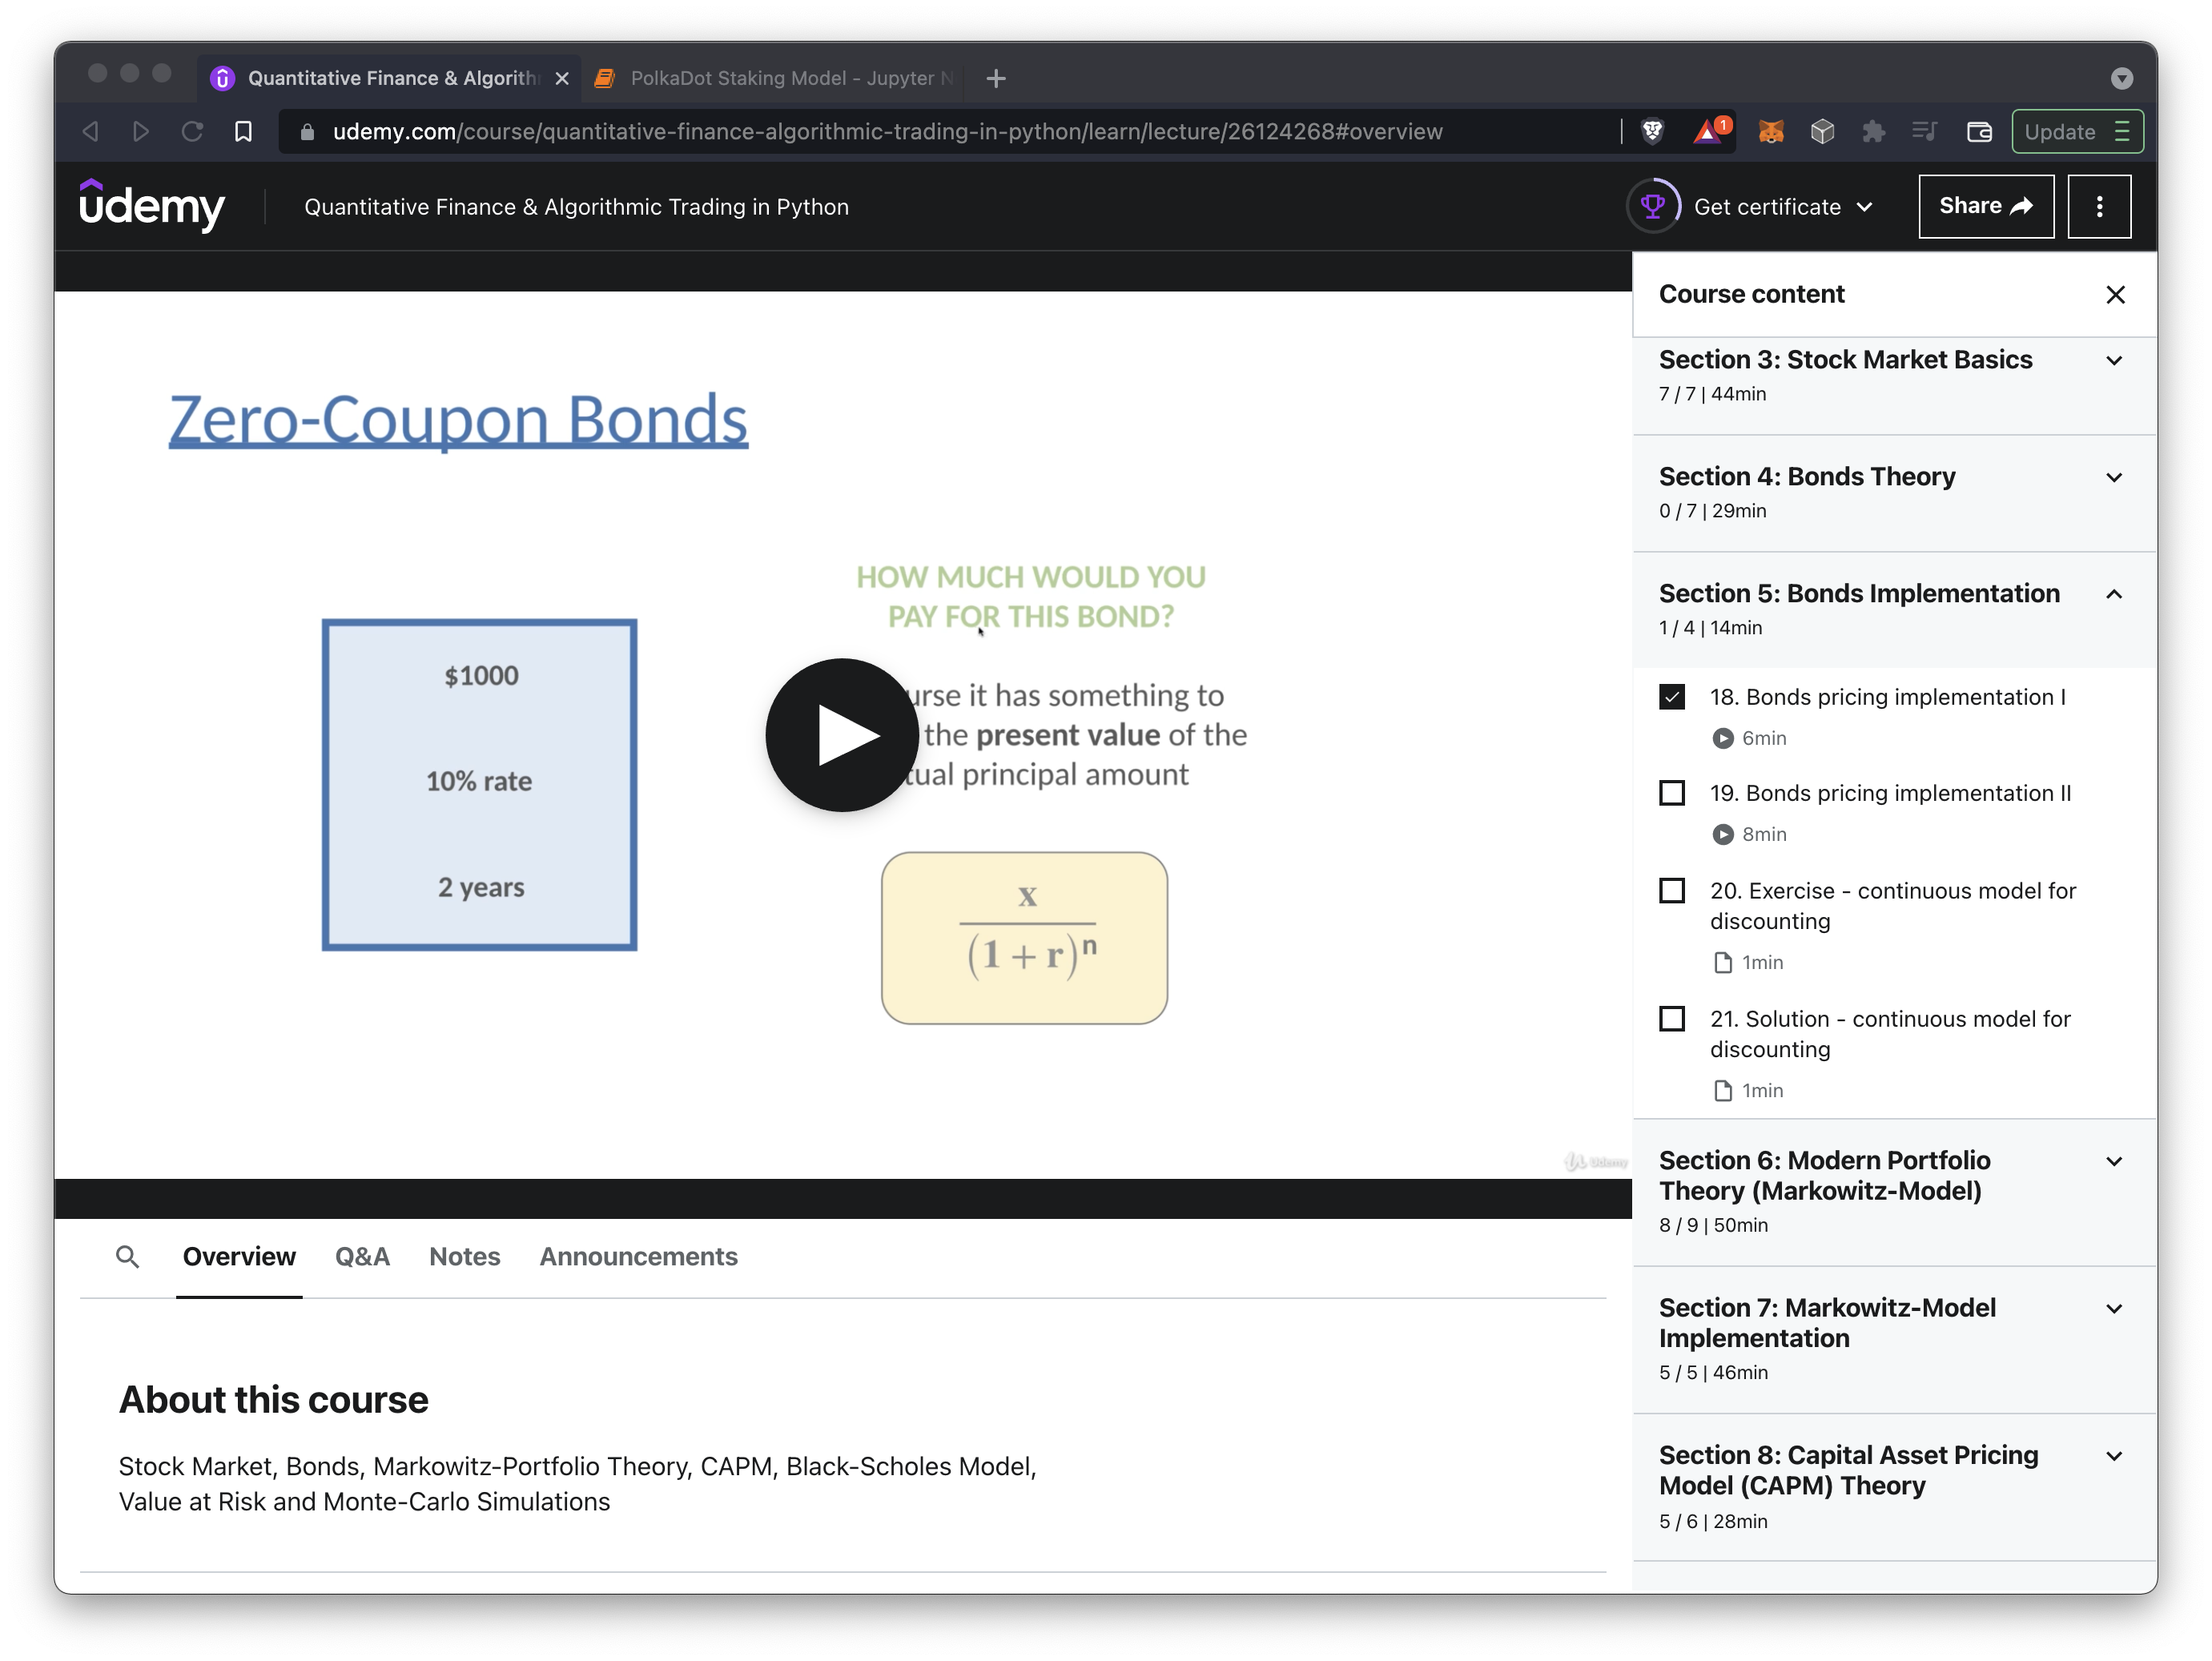 Quantitative Finance & Algorith
PolkaDot Staking Model - Jupyter N
udemy.com/course/quantitative-finance-algorithmic-trading-in-python/learn/lecture/26124268#overview
1
Update
udemy
Quantitative Finance & Algorithmic Trading in Python
Get certificate
Share
Zero-Coupon Bonds
HOW MUCH WOULD YOU
PAY FOR THIS BOND?
$1000
10% rate
2 years
urse it has something to
the present value of the
tual principal amount
x
(1 + r)ⁿ
Udemy
Course content
Section 3: Stock Market Basics
7 / 7 | 44min
Section 4: Bonds Theory
0 / 7 | 29min
Section 5: Bonds Implementation
1 / 4 | 14min
18. Bonds pricing implementation I
6min
19. Bonds pricing implementation II
8min
20. Exercise - continuous model for
discounting
1min
21. Solution - continuous model for
discounting
1min
Section 6: Modern Portfolio
Theory (Markowitz-Model)
8 / 9 | 50min
Section 7: Markowitz-Model
Implementation
5 / 5 | 46min
Section 8: Capital Asset Pricing
Model (CAPM) Theory
5 / 6 | 28min
Overview
Q&A
Notes
Announcements
About this course
Stock Market, Bonds, Markowitz-Portfolio Theory, CAPM, Black-Scholes Model,
Value at Risk and Monte-Carlo Simulations